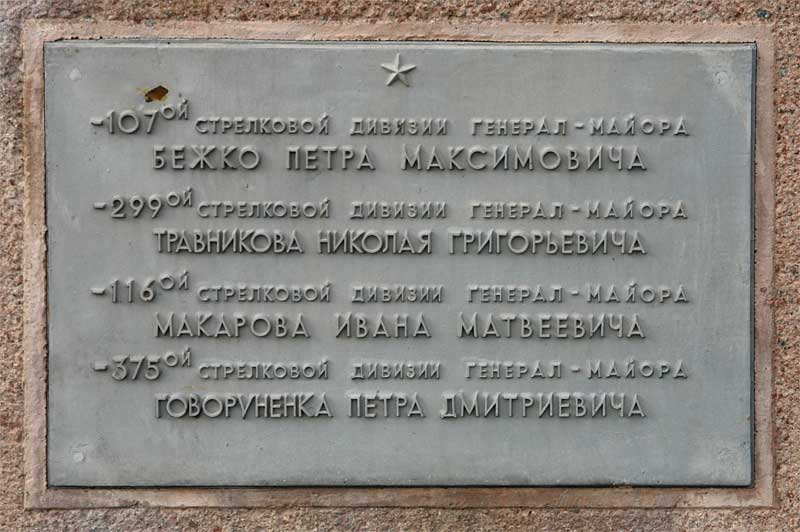 -107ой СТРЕЛКОВОЙ ДИВИЗИИ ГЕНЕРАЛ-МАЙОРА
БЕЖКО ПЕТРА МАКСИМОВИЧА
-299ой СТРЕЛКОВОЙ ДИВИЗИИ ГЕНЕРАЛ-МАЙОРА
ТРАВНИКОВА НИКОЛАЯ ГРИГОРЬЕВИЧА
-116ой СТРЕЛКОВОЙ ДИВИЗИИ ГЕНЕРАЛ-МАЙОРА
МАКАРОВА ИВАНА МАТВЕЕВИЧА
-375ой СТРЕЛКОВОЙ ДИВИЗИИ ГЕНЕРАЛ-МАЙОРА
ГОВОРУНЕНКА ПЕТРА ДМИТРИЕВИЧА